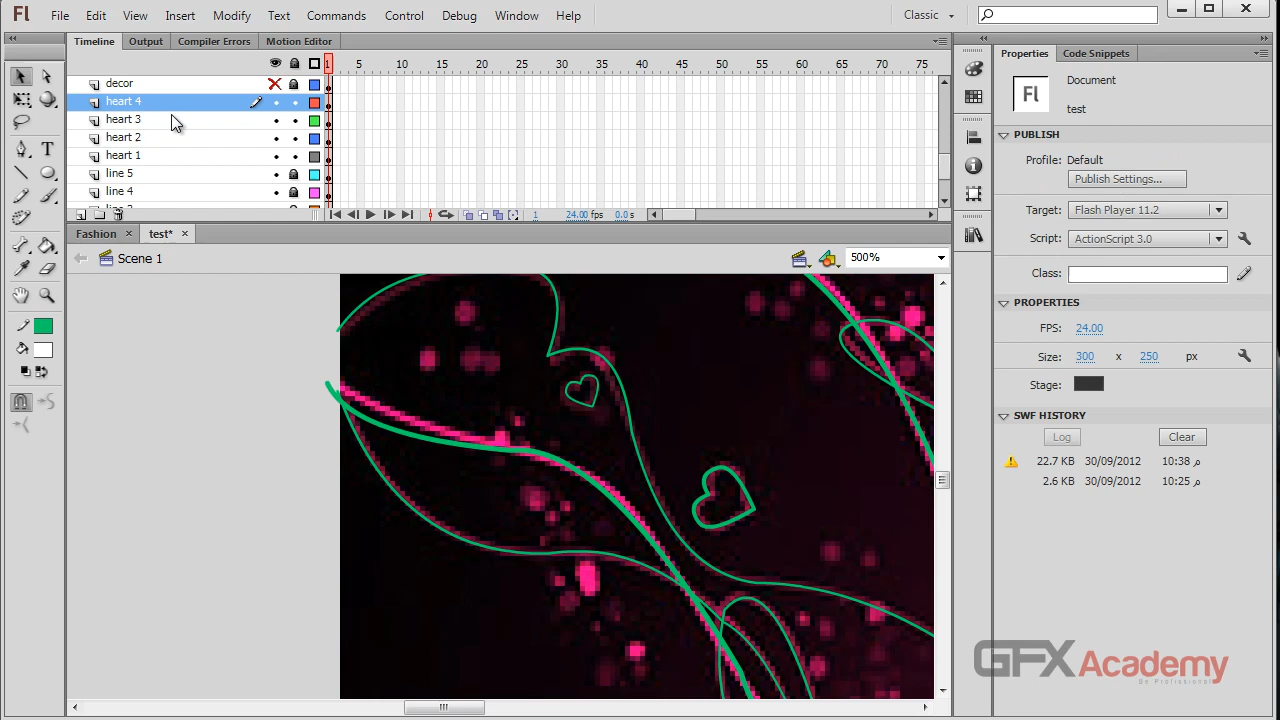 Fl File Edit View Insert Modify Text Commands Control Debug Window Help Classic
Timeline Output Compiler Errors Motion Editor
1 5 10 15 20 25 30 35 40 45 50 55 60 65 70 75
decor
heart 4
heart 3
heart 2
heart 1
line 5
line 4
1 24.00 fps 0.0 s
Fashion × test* ×
Scene 1 500%
Properties Code Snippets
Fl
Document
test
PUBLISH
Profile: Default
Publish Settings...
Target: Flash Player 11.2
Script: ActionScript 3.0
Class:
PROPERTIES
FPS: 24.00
Size: 300 x 250 px
Stage:
SWF HISTORY
Log Clear
22.7 KB 30/09/2012 10:38 م
2.6 KB 30/09/2012 10:25 م
GFXAcademy
Be Professional